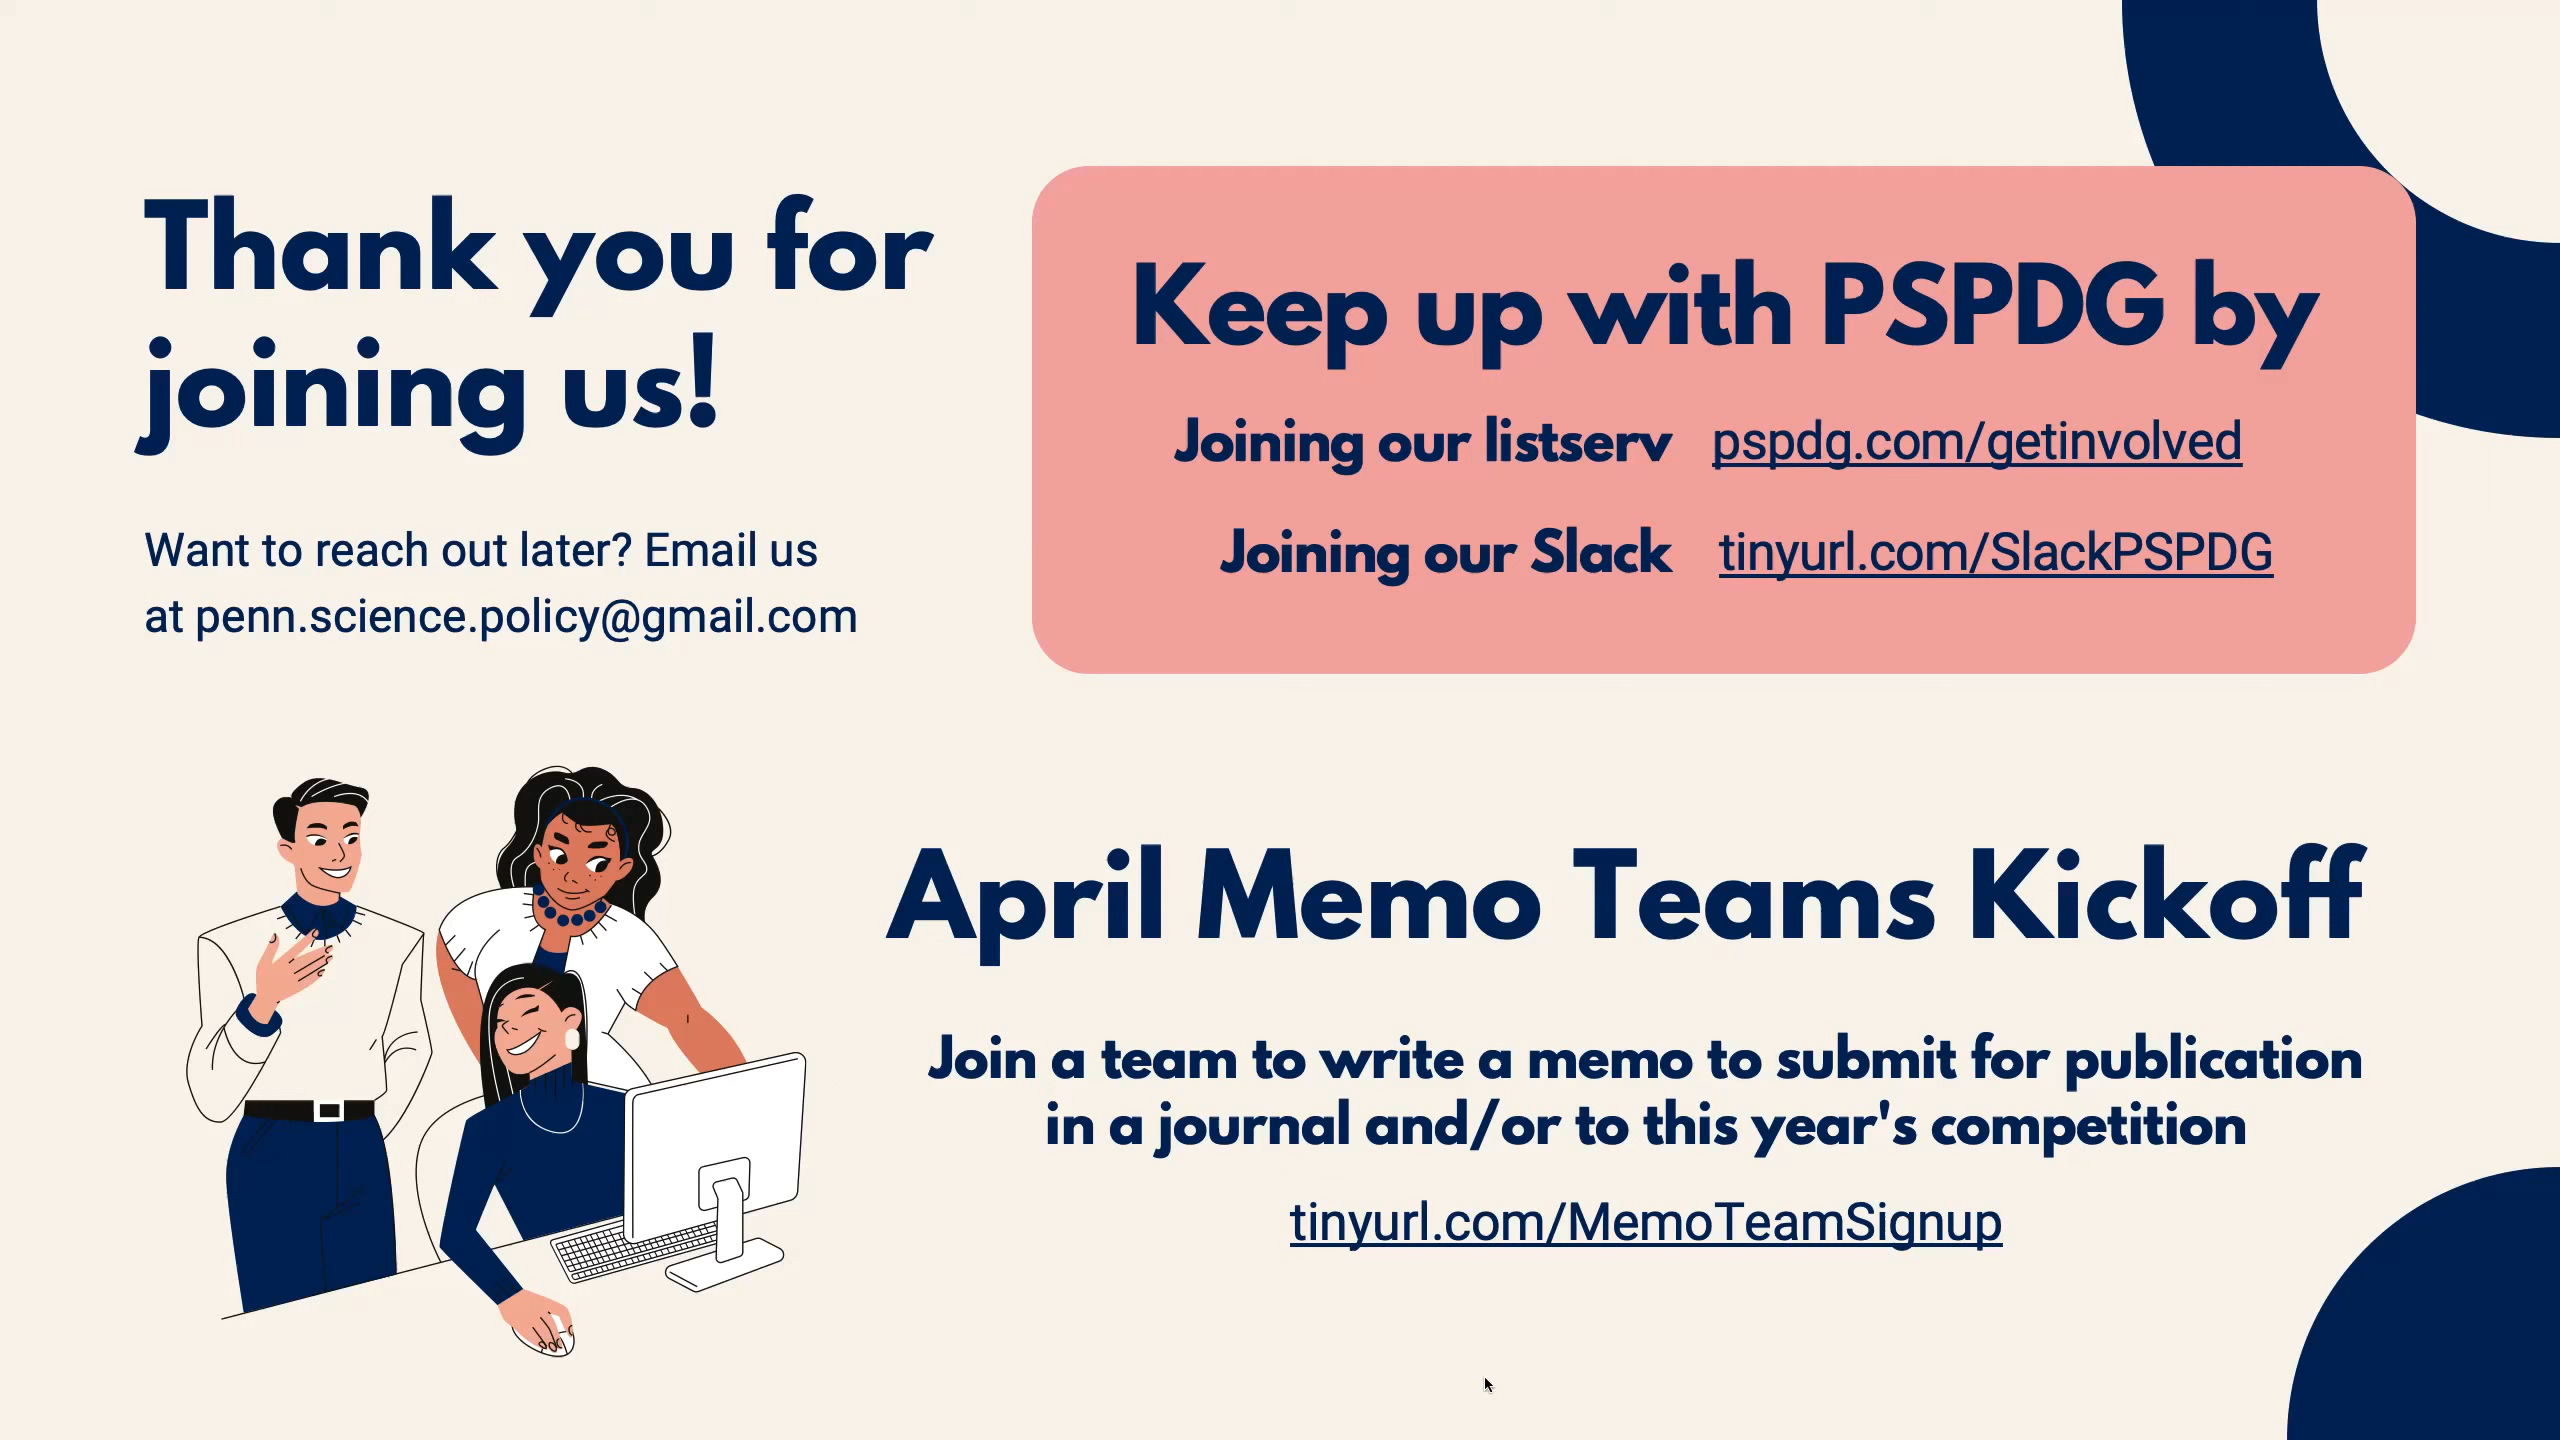 Thank you for
joining us!
Want to reach out later? Email us
at penn.science.policy@gmail.com
Keep up with PSPDG by
Joining our listserv pspdg.com/getinvolved
Joining our Slack tinyurl.com/SlackPSPDG
April Memo Teams Kickoff
Join a team to write a memo to submit for publication
in a journal and/or to this year's competition
tinyurl.com/MemoTeamSignup